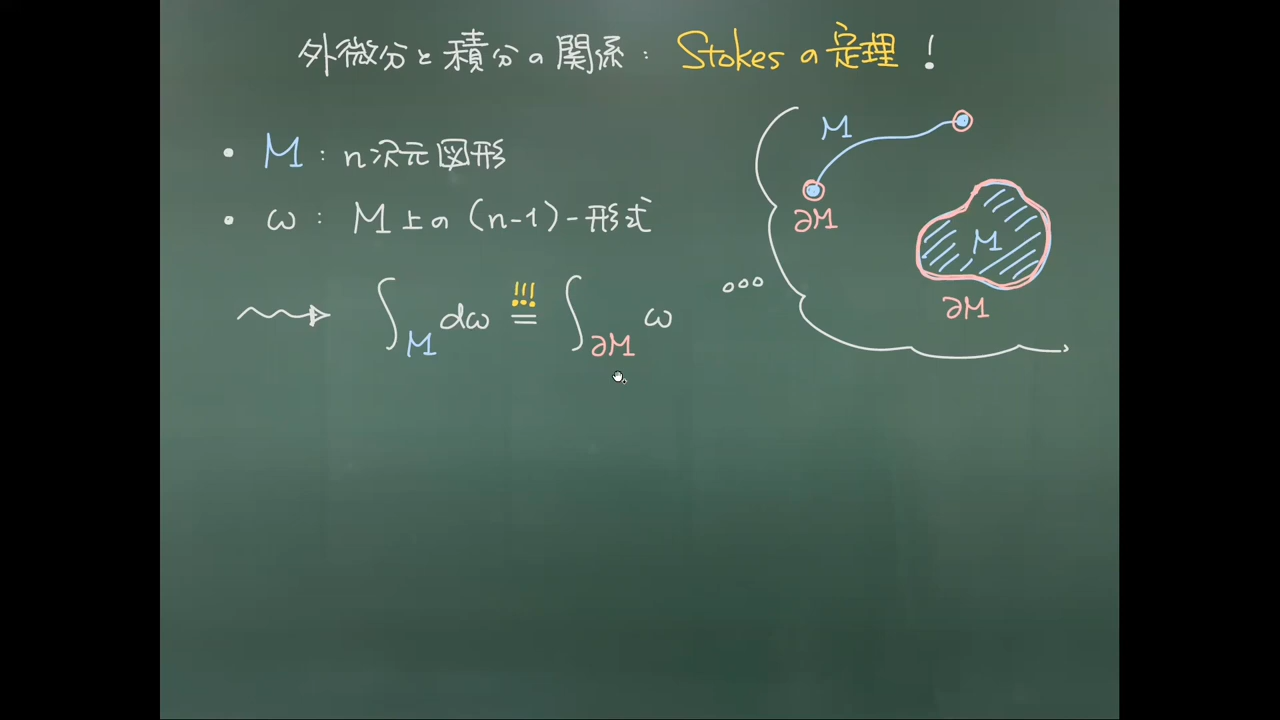 外微分と積分の関係: Stokesの定理!
• M : n次元図形
• ω : M上の(n-1)-形式
∫_M dω =!!! ∫_∂M ω
M
∂M
M
∂M